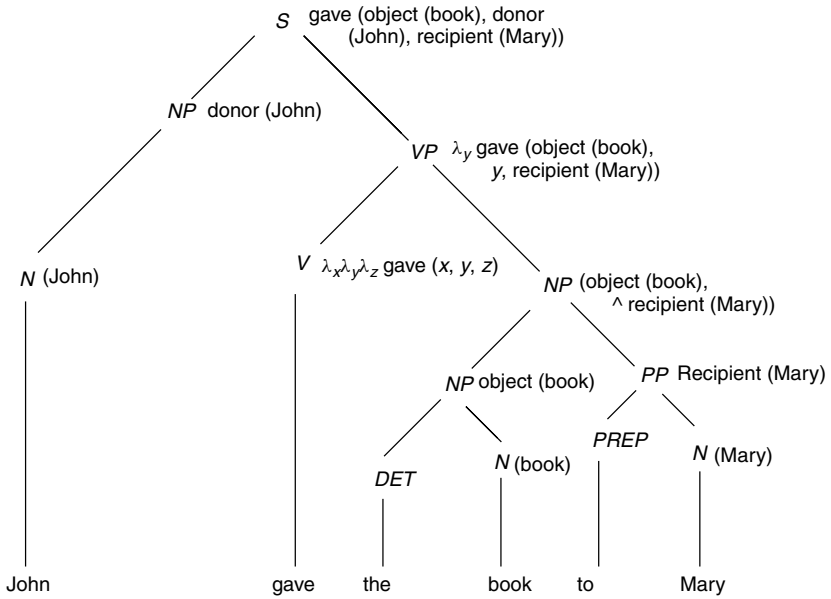 S gave (object (book), donor
(John), recipient (Mary))
NP donor (John)
VP λy gave (object (book),
y, recipient (Mary))
N (John)
V λxλyλz gave (x, y, z)
NP (object (book),
^ recipient (Mary))
NP object (book)
PP Recipient (Mary)
DET
N (book)
PREP
N (Mary)
John gave the book to Mary